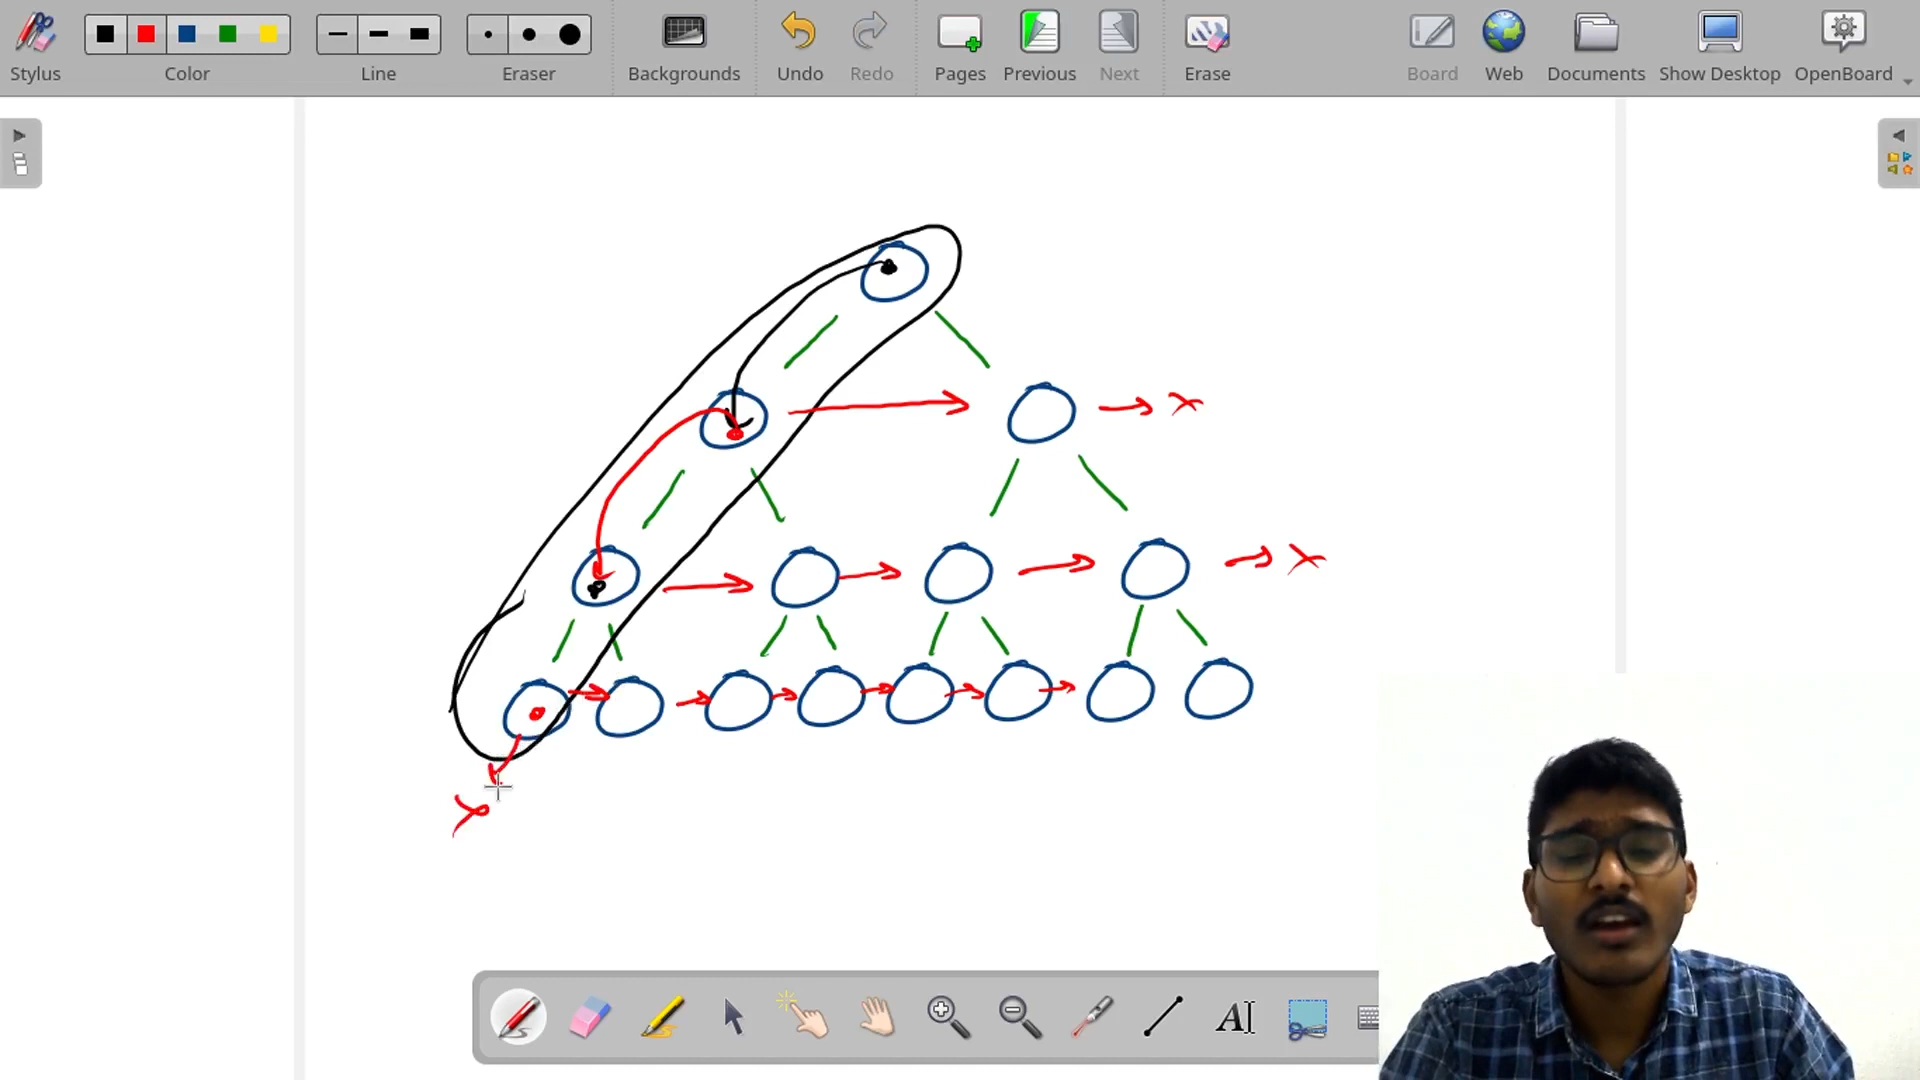 Stylus
Color
Line
Eraser
Backgrounds
Undo
Redo
Pages
Previous
Next
Erase
Board
Web
Documents
Show Desktop
OpenBoard
x
x
x
A